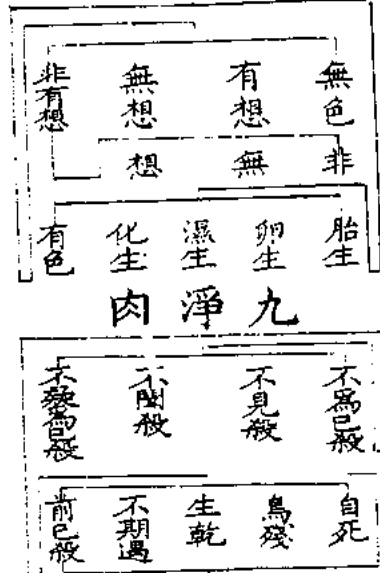 無色
有想
無想
非有想
非無想
胎生
卵生
濕生
化生
有色
九淨肉
不為己殺
不見殺
不聞殺
不疑為己殺
自死
鳥殘
生乾
不期遇
前已殺